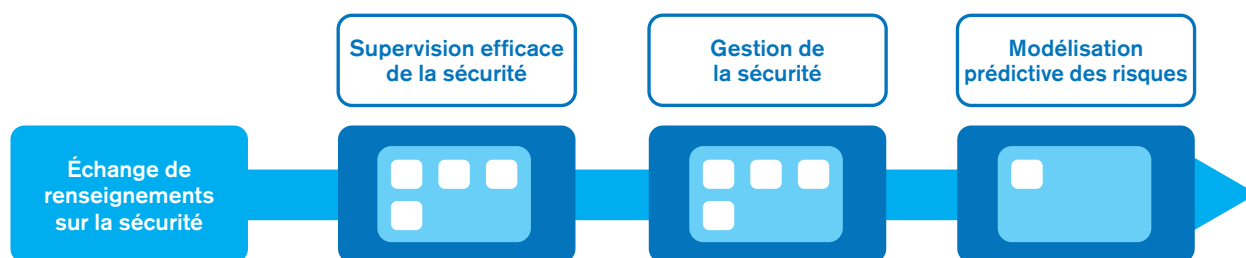 Supervision efficace
de la sécurité
Gestion de
la sécurité
Modélisation
prédictive des risques
Échange de
renseignements
sur la sécurité